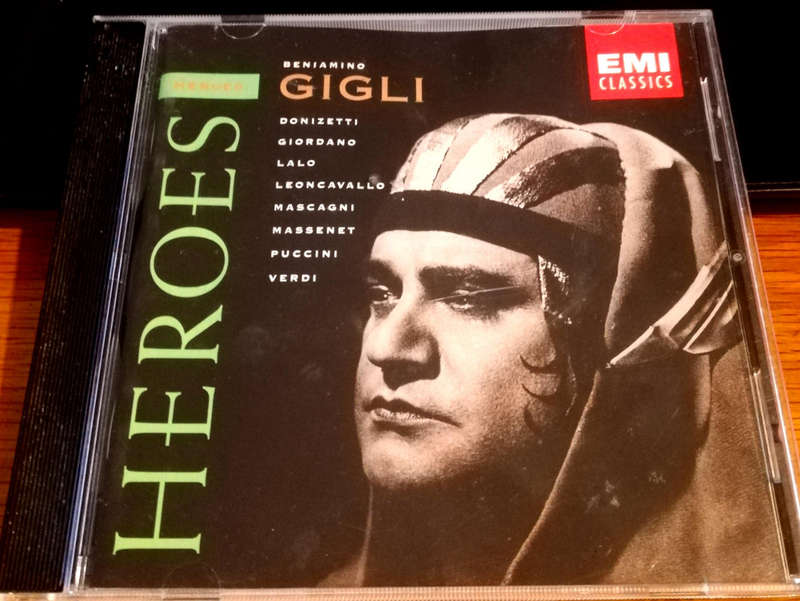 BENIAMINO
GIGLI
HEROES
EMI
CLASSICS
DONIZETTI
GIORDANO
LALO
LEONCAVALLO
MASCAGNI
MASSENET
PUCCINI
VERDI
HEROES